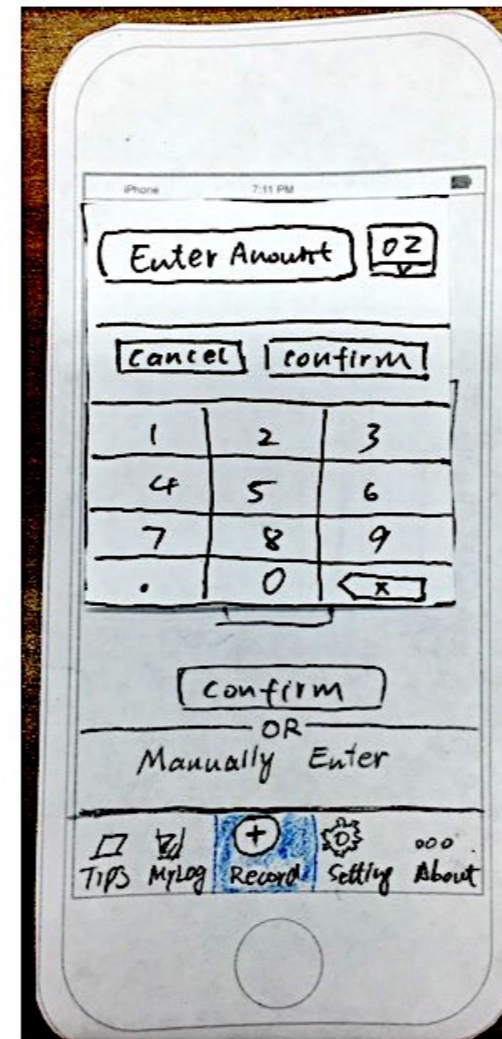 iPhone 7:11 PM
Enter Amount OZ
Cancel Confirm
1 2 3
4 5 6
7 8 9
. 0 X
Confirm
OR
Manually Enter
TIPS MyLog Record Setting About